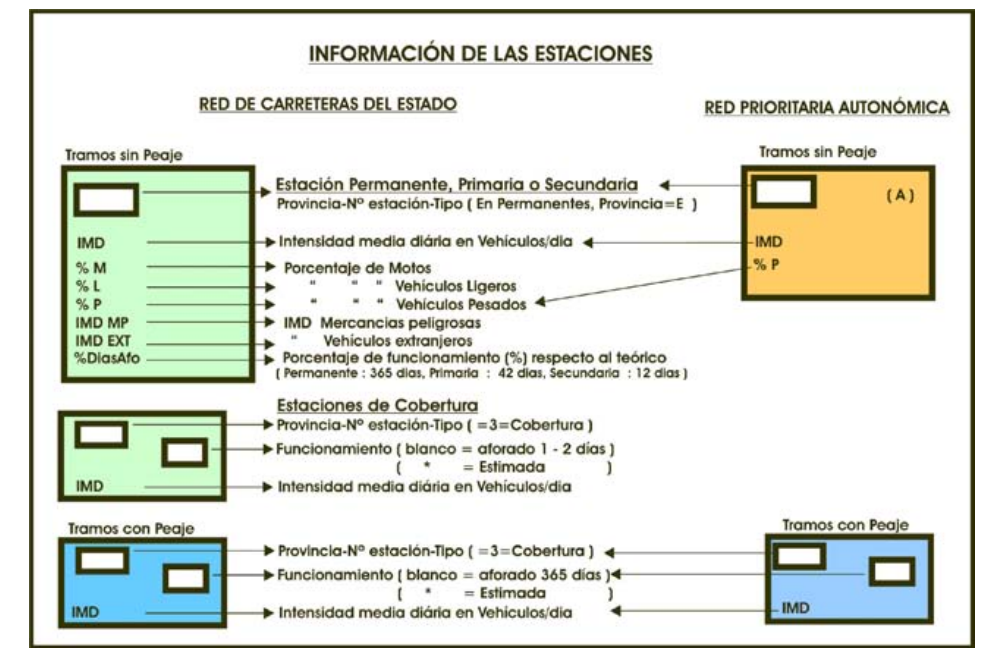 INFORMACIÓN DE LAS ESTACIONES
RED DE CARRETERAS DEL ESTADO
RED PRIORITARIA AUTONÓMICA
Tramos sin Peaje
Tramos sin Peaje
Estación Permanente, Primaria o Secundaria
Provincia-Nº estación-Tipo ( En Permanentes, Provincia=E )
( A )
IMD
Intensidad media diária en Vehículos/dia
IMD
% M
Porcentaje de Motos
% P
% L
" " " Vehículos Ligeros
% P
" " " Vehículos Pesados
IMD MP
IMD Mercancias peligrosas
IMD EXT
" Vehículos extranjeros
%DiasAfo
Porcentaje de funcionamiento (%) respecto al teórico
( Permanente : 365 dias, Primaria : 42 dias, Secundaria : 12 dias )
Estaciones de Cobertura
Provincia-Nº estación-Tipo ( =3=Cobertura )
Funcionamiento ( blanco = aforado 1 - 2 días )
( * = Estimada )
IMD
Intensidad media diária en Vehículos/dia
Tramos con Peaje
Tramos con Peaje
Provincia-Nº estación-Tipo ( =3=Cobertura )
Funcionamiento ( blanco = aforado 365 días )
( * = Estimada )
IMD
Intensidad media diária en Vehículos/dia
IMD